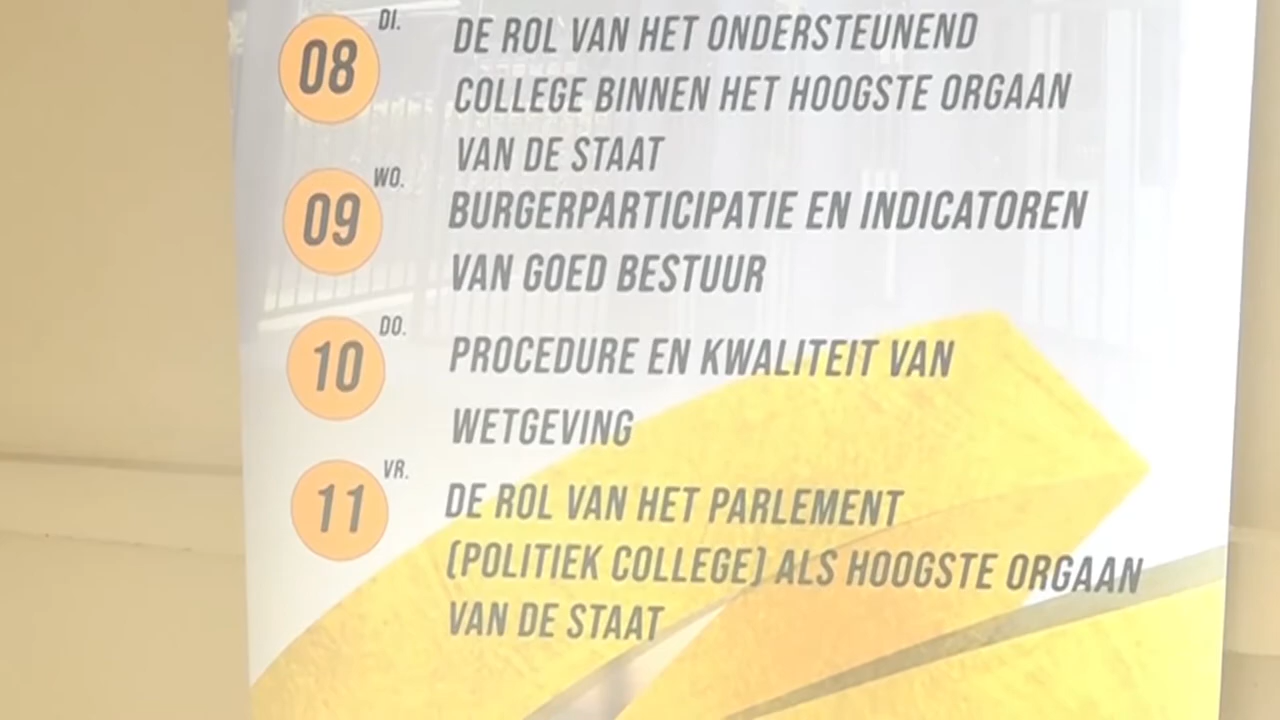 08 DI. DE ROL VAN HET ONDERSTEUNEND
COLLEGE BINNEN HET HOOGSTE ORGAAN
VAN DE STAAT
09 WO. BURGERPARTICIPATIE EN INDICATOREN
VAN GOED BESTUUR
10 DO. PROCEDURE EN KWALITEIT VAN
WETGEVING
11 VR. DE ROL VAN HET PARLEMENT
(POLITIEK COLLEGE) ALS HOOGSTE ORGAAN
VAN DE STAAT